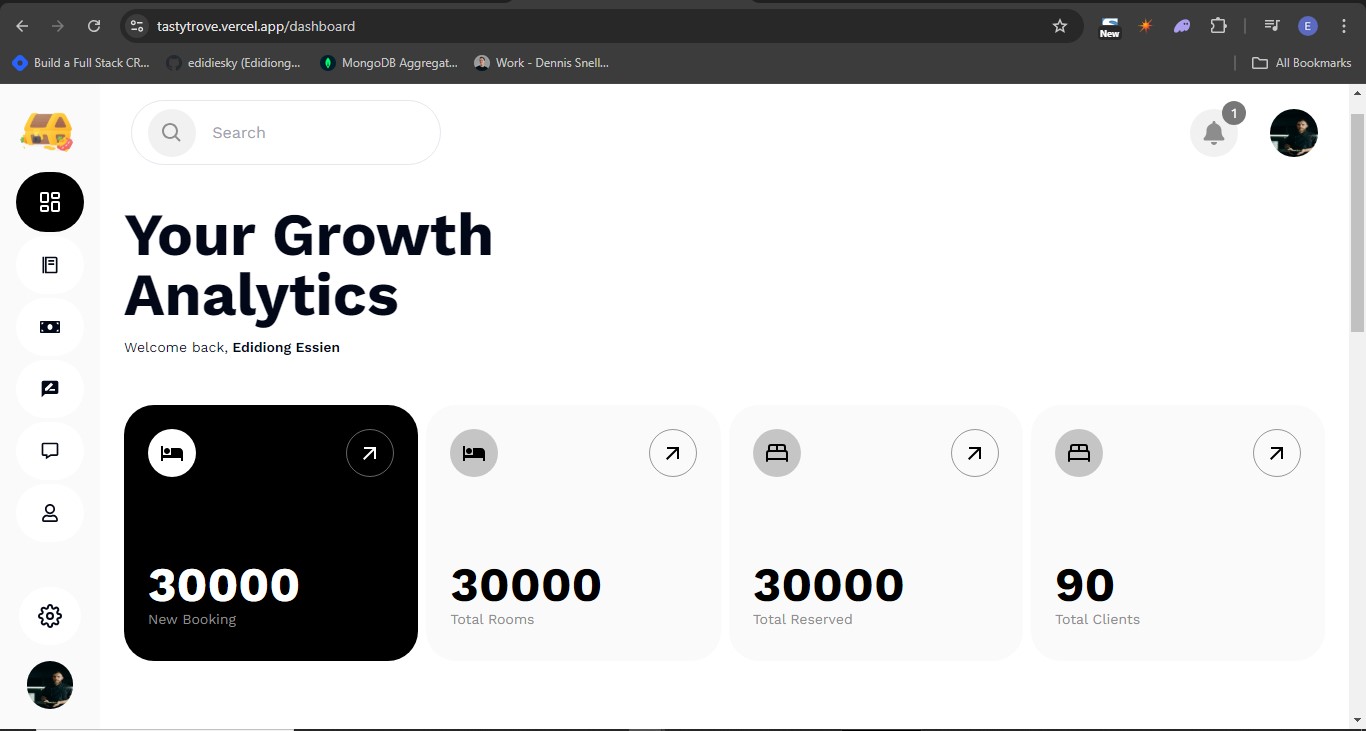 tastytrove.vercel.app/dashboard
New
E
Build a Full Stack CR...
edidiesky (Edidiong...
MongoDB Aggregat...
Work - Dennis Snell...
All Bookmarks
Search
1
Your Growth
Analytics
Welcome back, Edidiong Essien
30000
New Booking
30000
Total Rooms
30000
Total Reserved
90
Total Clients